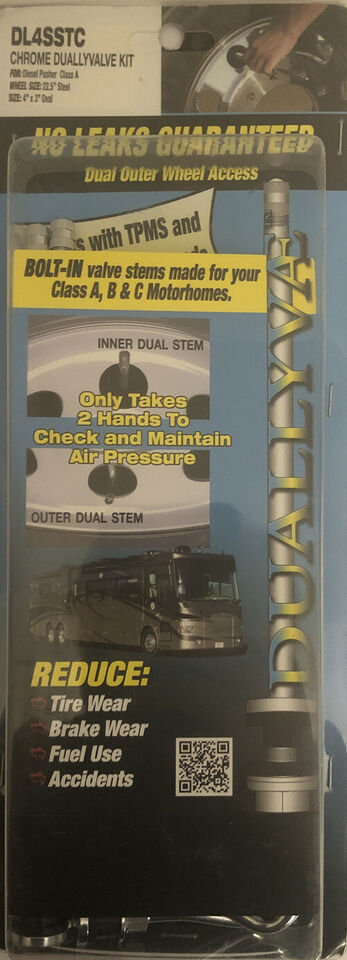 DL4SSTC
CHROME DUALLYVALVE KIT
FOR: Diesel Pusher Class A
WHEEL SIZE: 22.5" Steel
SIZE: 4" x 3" Oval
NO LEAKS GUARANTEED
Dual Outer Wheel Access
with TPMS and
BOLT-IN valve stems made for your
Class A, B & C Motorhomes.
INNER DUAL STEM
Only Takes
2 Hands To
Check and Maintain
Air Pressure
OUTER DUAL STEM
DUALLYVAL
REDUCE:
Tire Wear
Brake Wear
Fuel Use
Accidents